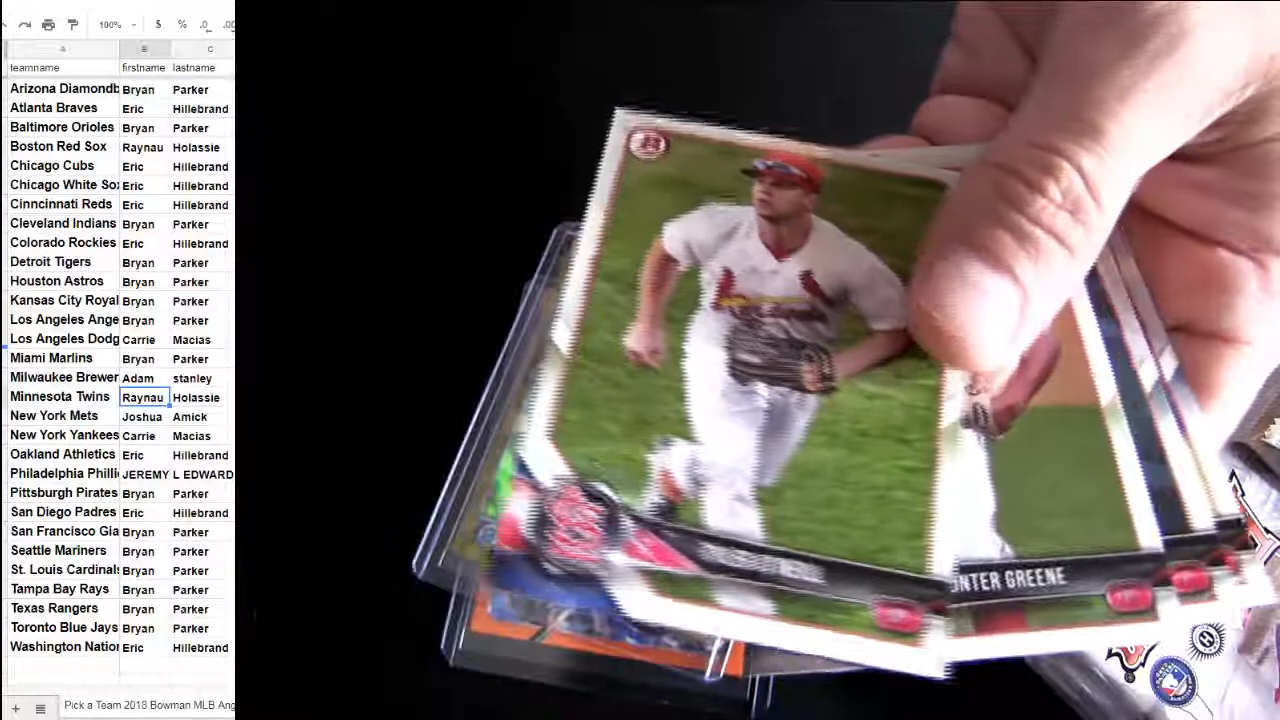 100%
$ % .0 .00
A B C
teamname firstname lastname
Arizona Diamondb Bryan Parker
Atlanta Braves Eric Hillebrand
Baltimore Orioles Bryan Parker
Boston Red Sox Raynau Holassie
Chicago Cubs Eric Hillebrand
Chicago White Sox Eric Hillebrand
Cinncinnati Reds Eric Hillebrand
Cleveland Indians Bryan Parker
Colorado Rockies Eric Hillebrand
Detroit Tigers Bryan Parker
Houston Astros Bryan Parker
Kansas City Royal Bryan Parker
Los Angeles Ange Bryan Parker
Los Angeles Dodg Carrie Macias
Miami Marlins Bryan Parker
Milwaukee Brewer Adam stanley
Minnesota Twins Raynau Holassie
New York Mets Joshua Amick
New York Yankees Carrie Macias
Oakland Athletics Eric Hillebrand
Philadelphia Philli JEREMY L EDWARD
Pittsburgh Pirates Bryan Parker
San Diego Padres Eric Hillebrand
San Francisco Gia Bryan Parker
Seattle Mariners Bryan Parker
St. Louis Cardinals Bryan Parker
Tampa Bay Rays Bryan Parker
Texas Rangers Bryan Parker
Toronto Blue Jays Bryan Parker
Washington Natio Eric Hillebrand
Pick a Team 2018 Bowman MLB Ang
NTER GREENE